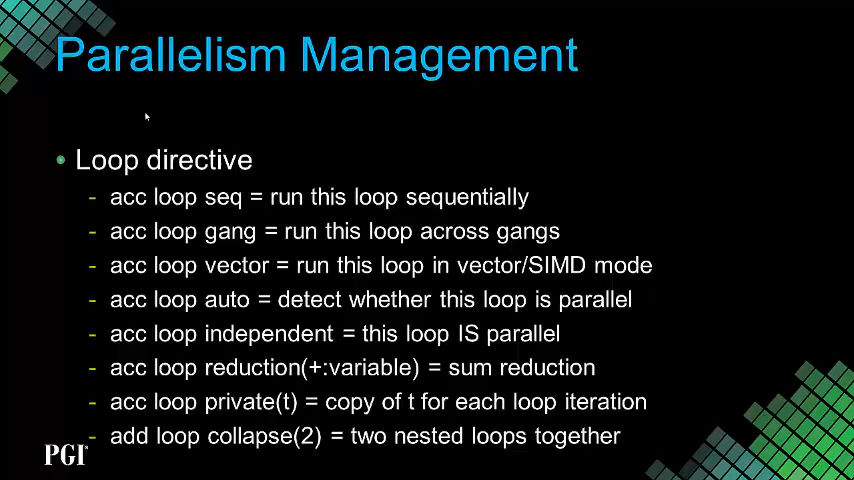 Parallelism Management
• Loop directive
- acc loop seq = run this loop sequentially
- acc loop gang = run this loop across gangs
- acc loop vector = run this loop in vector/SIMD mode
- acc loop auto = detect whether this loop is parallel
- acc loop independent = this loop IS parallel
- acc loop reduction(+:variable) = sum reduction
- acc loop private(t) = copy of t for each loop iteration
- add loop collapse(2) = two nested loops together
PGI